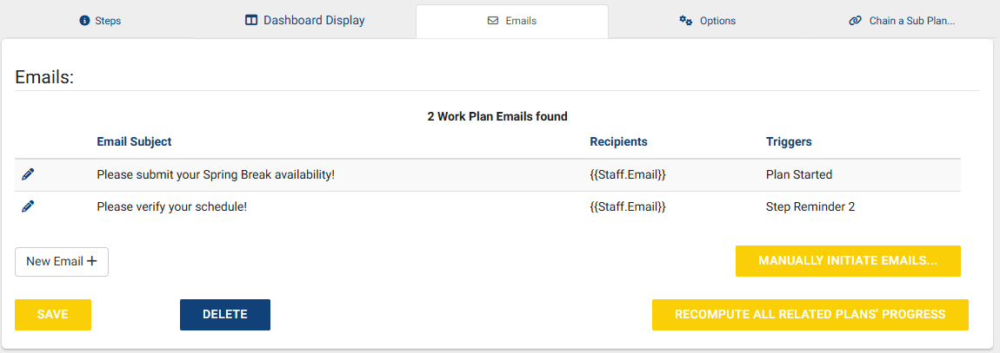 Steps
Dashboard Display
Emails
Options
Chain a Sub Plan...
Emails:
2 Work Plan Emails found
Email Subject Recipients Triggers
Please submit your Spring Break availability! {{Staff.Email}} Plan Started
Please verify your schedule! {{Staff.Email}} Step Reminder 2
New Email +
MANUALLY INITIATE EMAILS...
SAVE
DELETE
RECOMPUTE ALL RELATED PLANS' PROGRESS